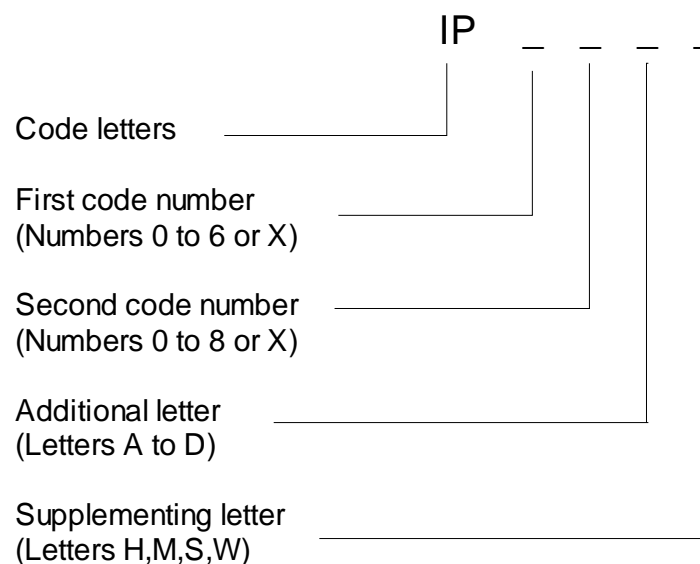 IP _ _ _ _
Code letters
First code number
(Numbers 0 to 6 or X)
Second code number
(Numbers 0 to 8 or X)
Additional letter
(Letters A to D)
Supplementing letter
(Letters H,M,S,W)